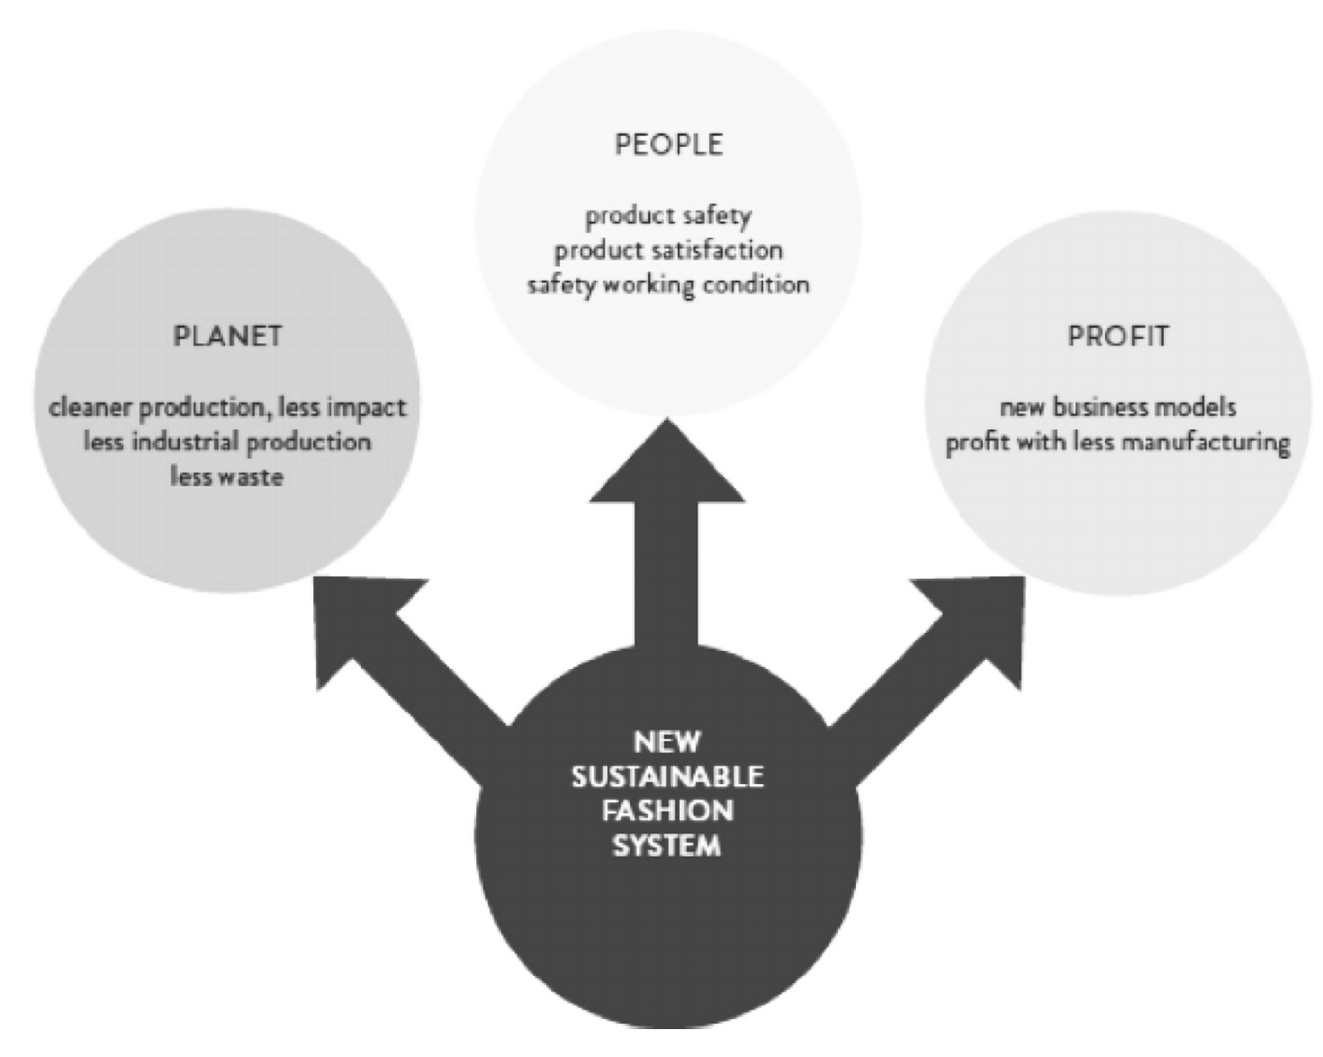 PEOPLE
product safety
product satisfaction
safety working condition
PLANET
cleaner production, less impact
less industrial production
less waste
PROFIT
new business models
profit with less manufacturing
NEW
SUSTAINABLE
FASHION
SYSTEM